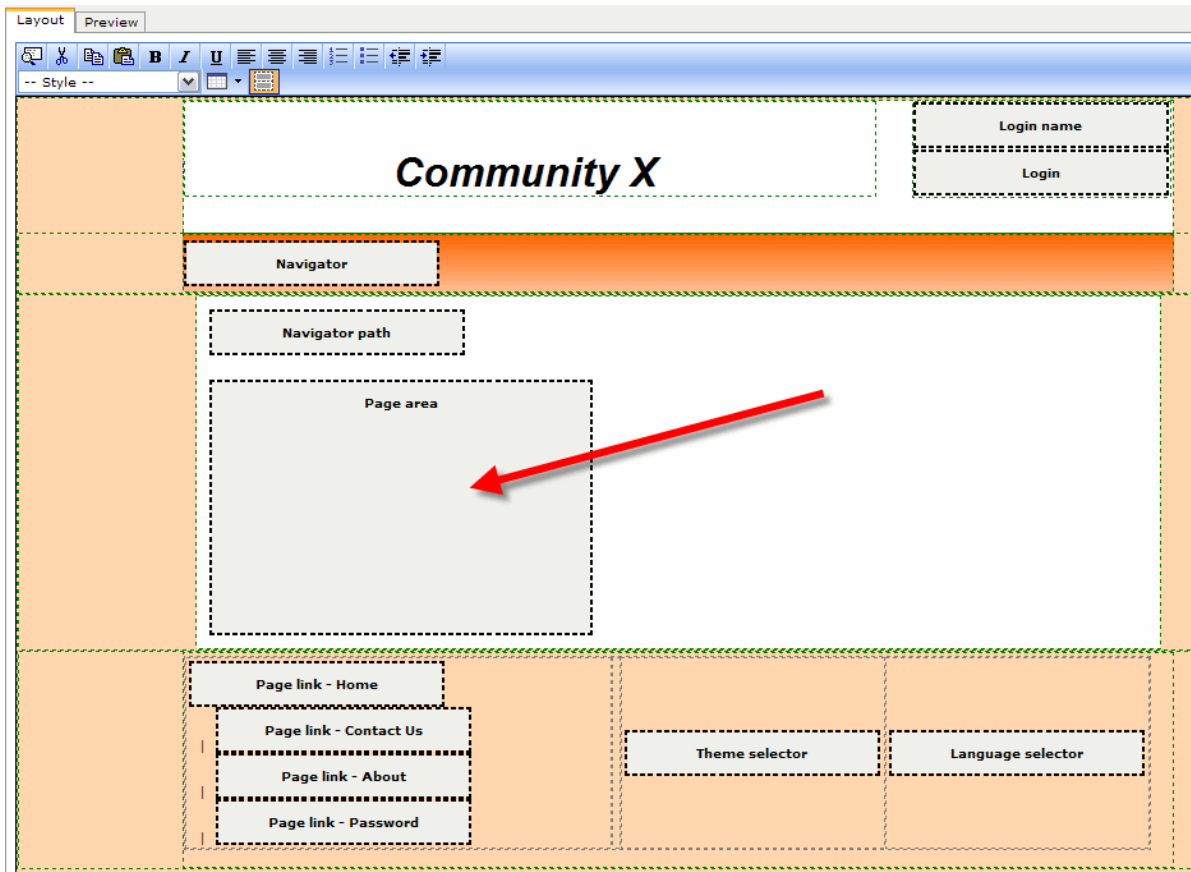 Layout Preview
B I U
-- Style --
Community X
Login name
Login
Navigator
Navigator path
Page area
Page link - Home
| Page link - Contact Us
| Page link - About
| Page link - Password
Theme selector
Language selector